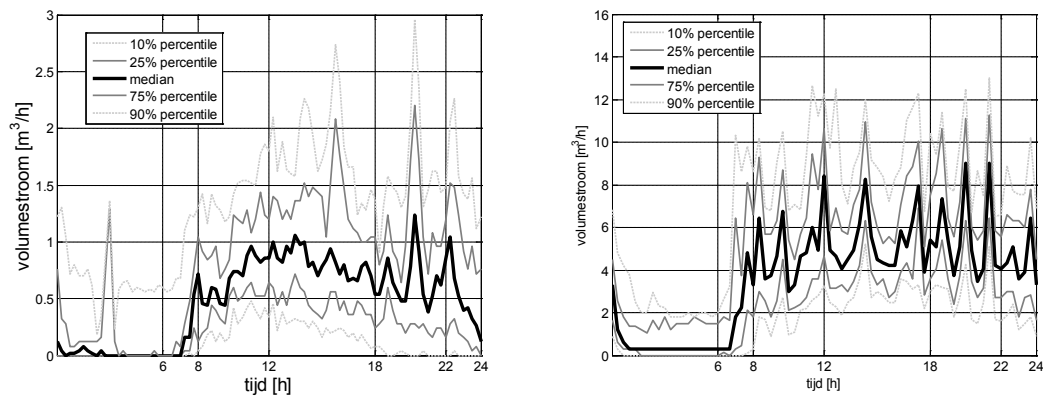 10% percentile
25% percentile
median
75% percentile
90% percentile
3
2.5
2
1.5
1
0.5
0
6
8
12
18
24
volumestroom [m³/h]
tijd [h]
10% percentile
25% percentile
median
75% percentile
90% percentile
16
14
12
10
8
6
4
2
0
6
8
12
18
24
volumestroom [m³/h]
tijd [h]